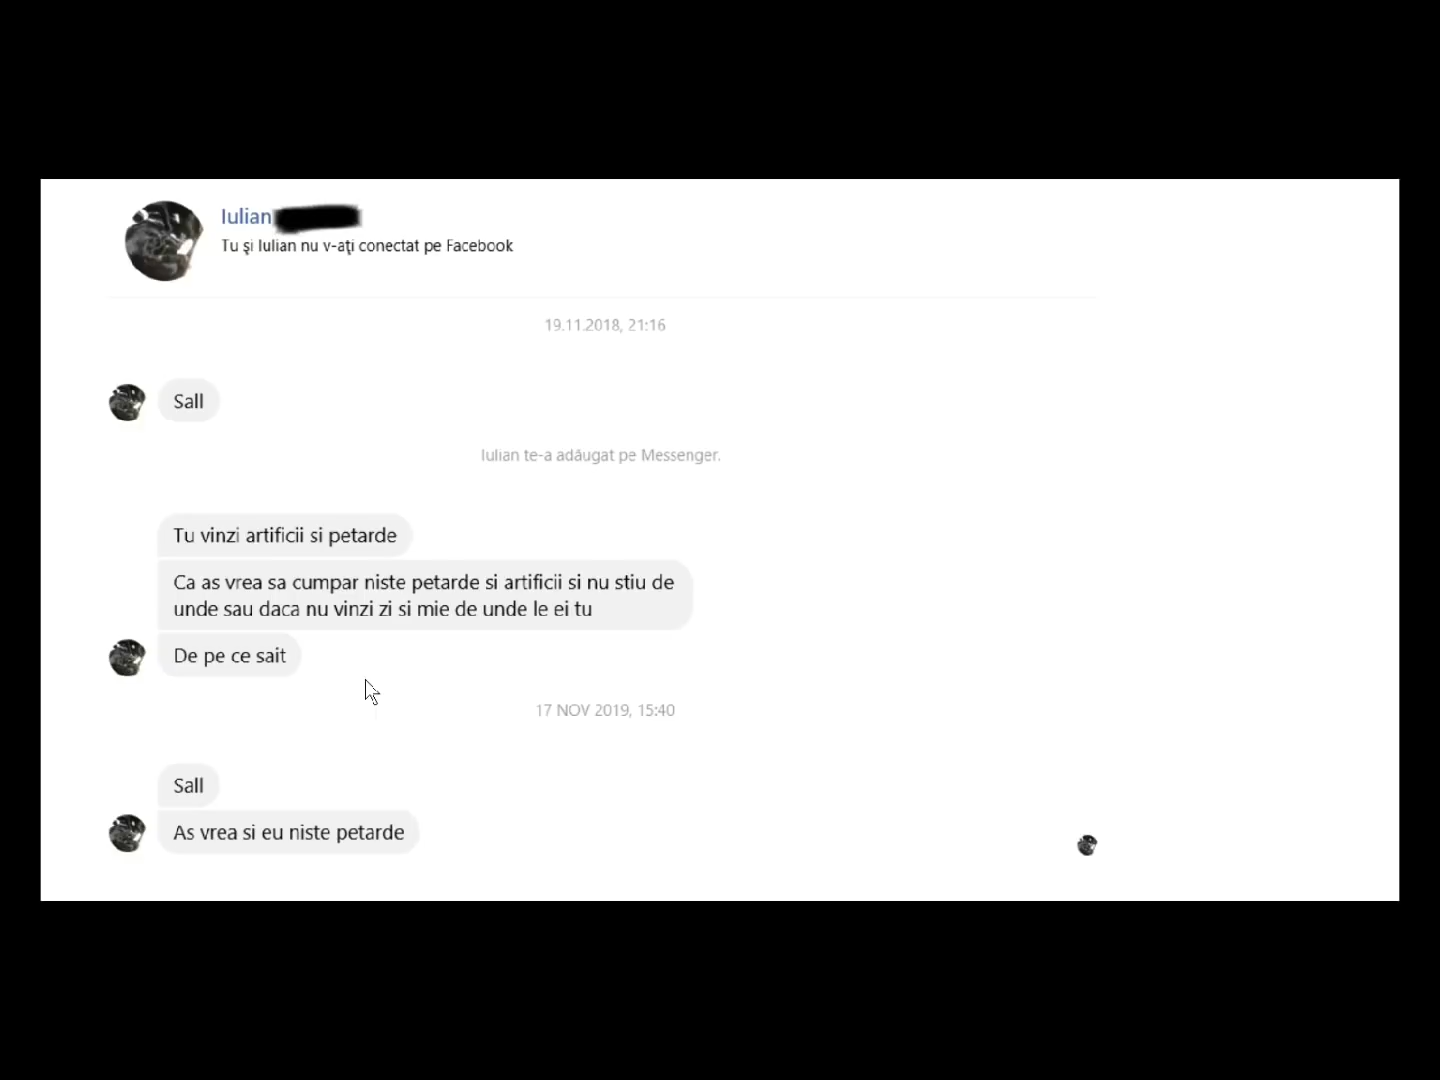 Iulian
Tu și Iulian nu v-ați conectat pe Facebook
19.11.2018, 21:16
Sall
Iulian te-a adăugat pe Messenger.
Tu vinzi artificii si petarde
Ca as vrea sa cumpar niste petarde si artificii si nu stiu de
unde sau daca nu vinzi zi si mie de unde le ei tu
De pe ce sait
17 NOV 2019, 15:40
Sall
As vrea si eu niste petarde